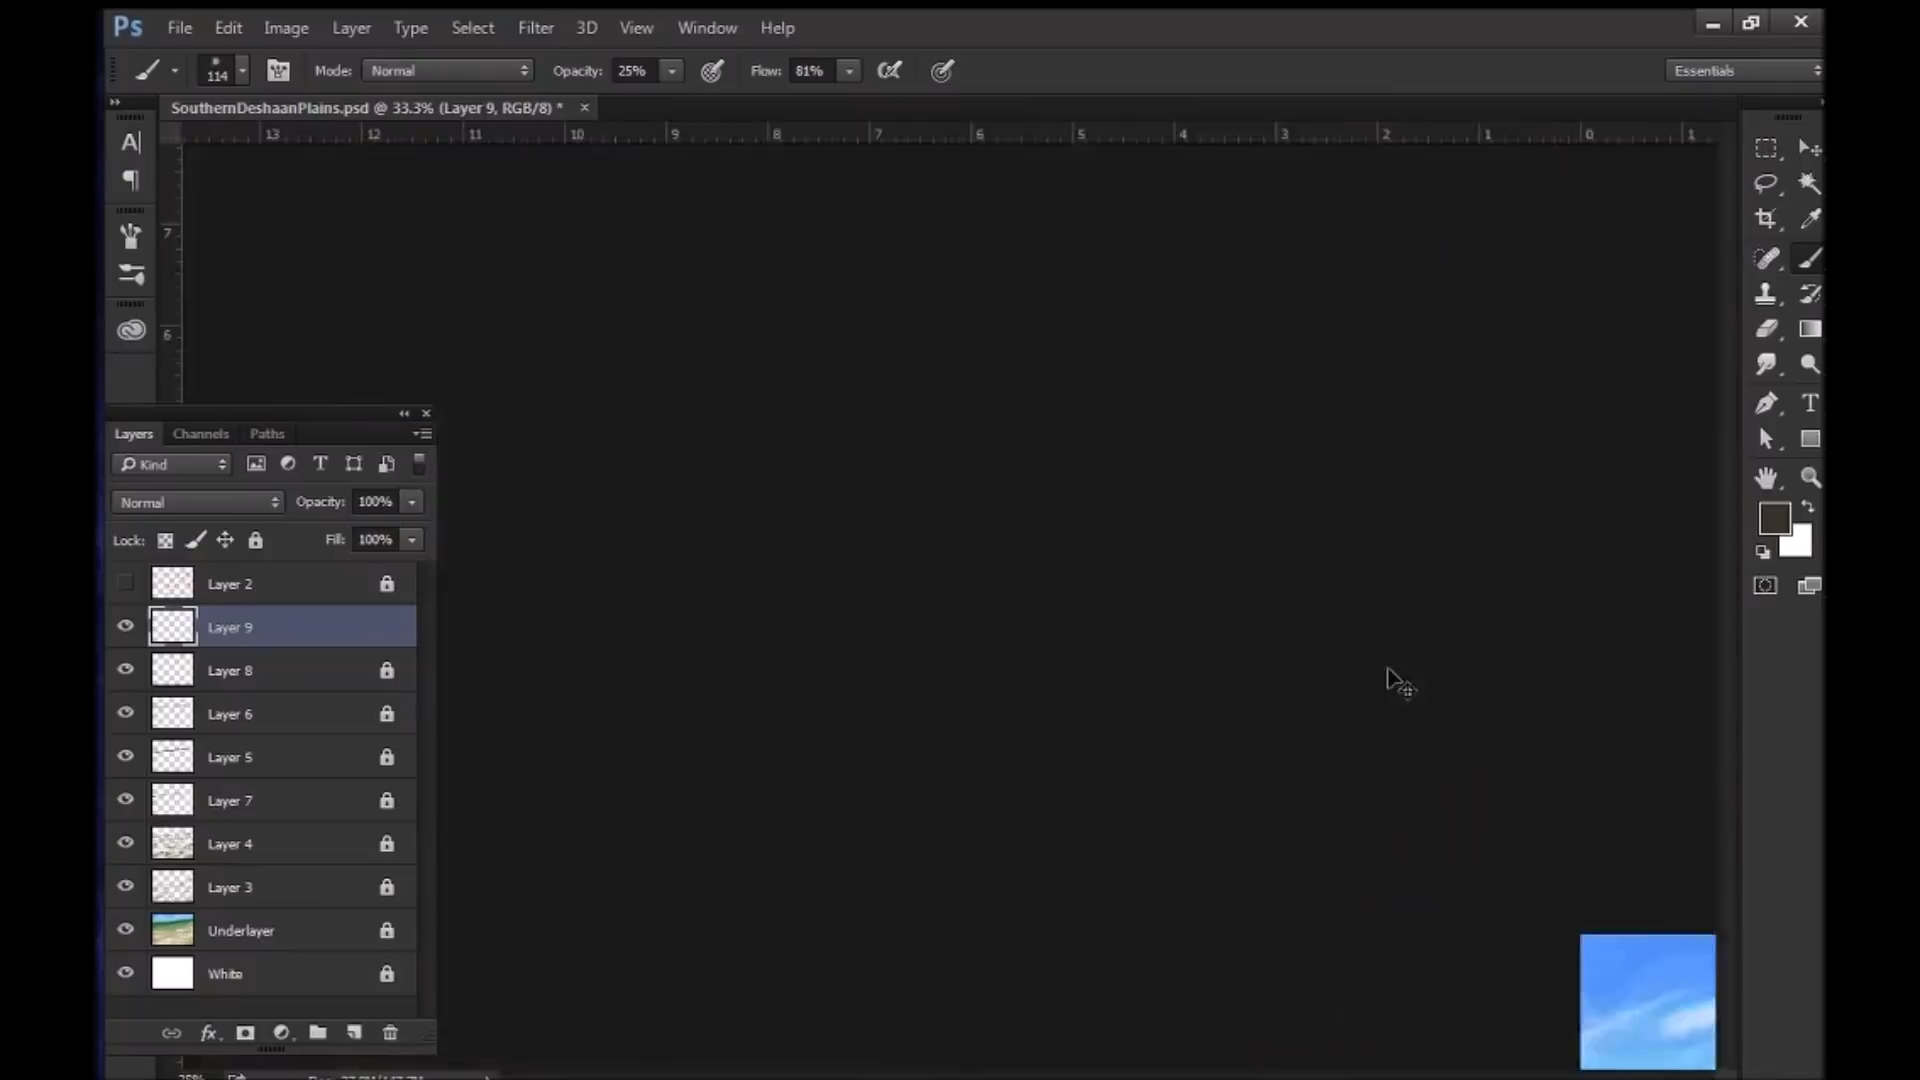 Ps File Edit Image Layer Type Select Filter 3D View Window Help
114 Mode: Normal Opacity: 25% Flow: 81% Essentials
SouthernDeshaanPlains.psd @ 33.3% (Layer 9, RGB/8) * ×
13 12 11 10 9 8 7 6 5 4 3 2 1 0 1
7
6
Layers Channels Paths
Kind
Normal Opacity: 100%
Lock: Fill: 100%
Layer 2
Layer 9
Layer 8
Layer 6
Layer 5
Layer 7
Layer 4
Layer 3
Underlayer
White